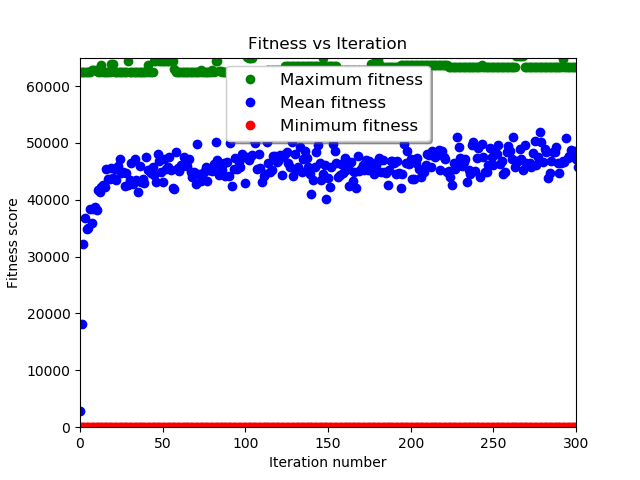 Fitness vs Iteration
Maximum fitness
Mean fitness
Minimum fitness
60000
50000
40000
30000
20000
10000
0
Fitness score
0 50 100 150 200 250 300
Iteration number